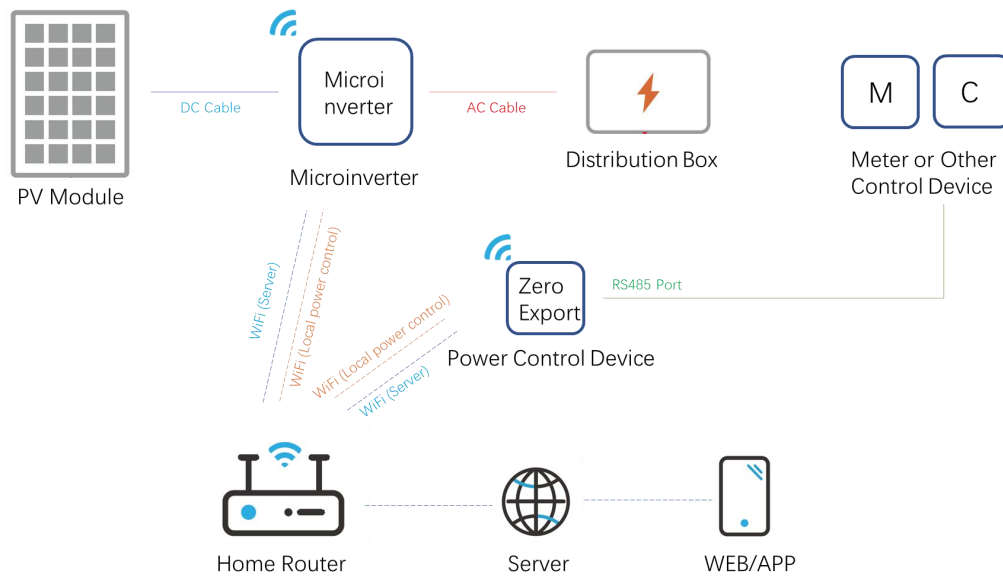 Microi
nverter
DC Cable
AC Cable
M
C
PV Module
Microinverter
Distribution Box
Meter or Other
Control Device
WiFi (Server)
WiFi (Local power control)
WiFi (Local power control)
WiFi (Server)
Zero
Export
RS485 Port
Power Control Device
Home Router
Server
WEB/APP